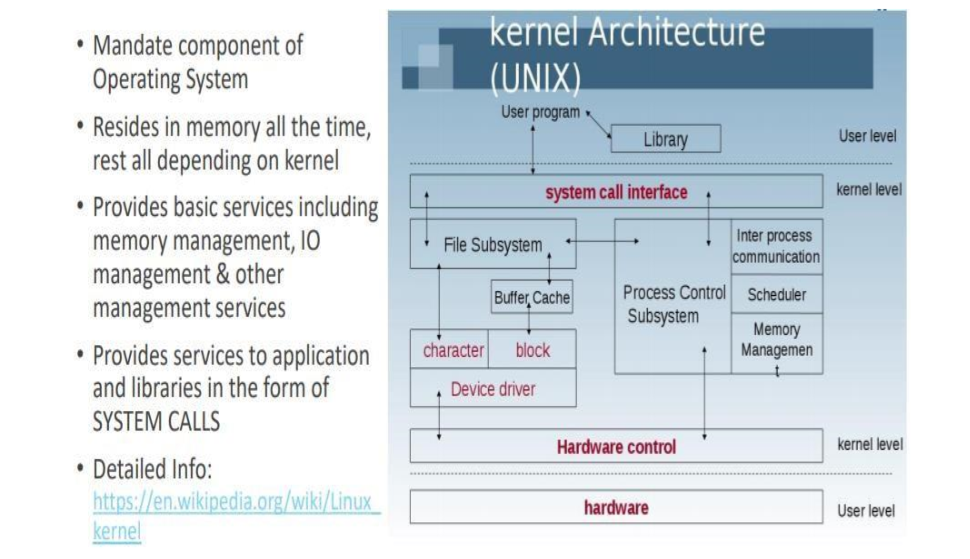 • Mandate component of
Operating System
• Resides in memory all the time,
rest all depending on kernel
• Provides basic services including
memory management, IO
management & other
management services
• Provides services to application
and libraries in the form of
SYSTEM CALLS
• Detailed Info:
https://en.wikipedia.org/wiki/Linux_
kernel
kernel Architecture
(UNIX)
User program
Library
User level
system call interface
kernel level
File Subsystem
Inter process
communication
Buffer Cache
Process Control
Subsystem
Scheduler
Memory
Managemen
t
character
block
Device driver
Hardware control
kernel level
hardware
User level